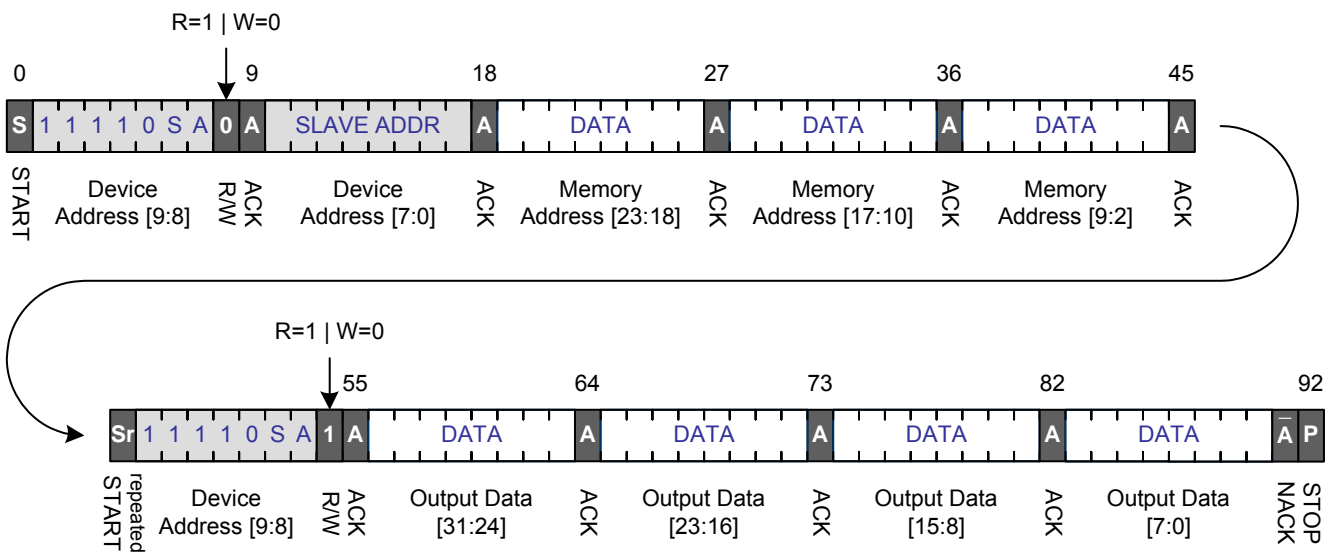 R=1 | W=0
0 9 18 27 36 45
S 1 1 1 1 0 S A 0 A SLAVE ADDR A DATA A DATA A DATA A
START Device Address [9:8] R/W ACK Device Address [7:0] ACK Memory Address [23:18] ACK Memory Address [17:10] ACK Memory Address [9:2] ACK
R=1 | W=0
55 64 73 82 92
Sr 1 1 1 1 0 S A 1 A DATA A DATA A DATA A DATA A̅ P
repeated START Device Address [9:8] R/W ACK Output Data [31:24] ACK Output Data [23:16] ACK Output Data [15:8] ACK Output Data [7:0] NACK STOP